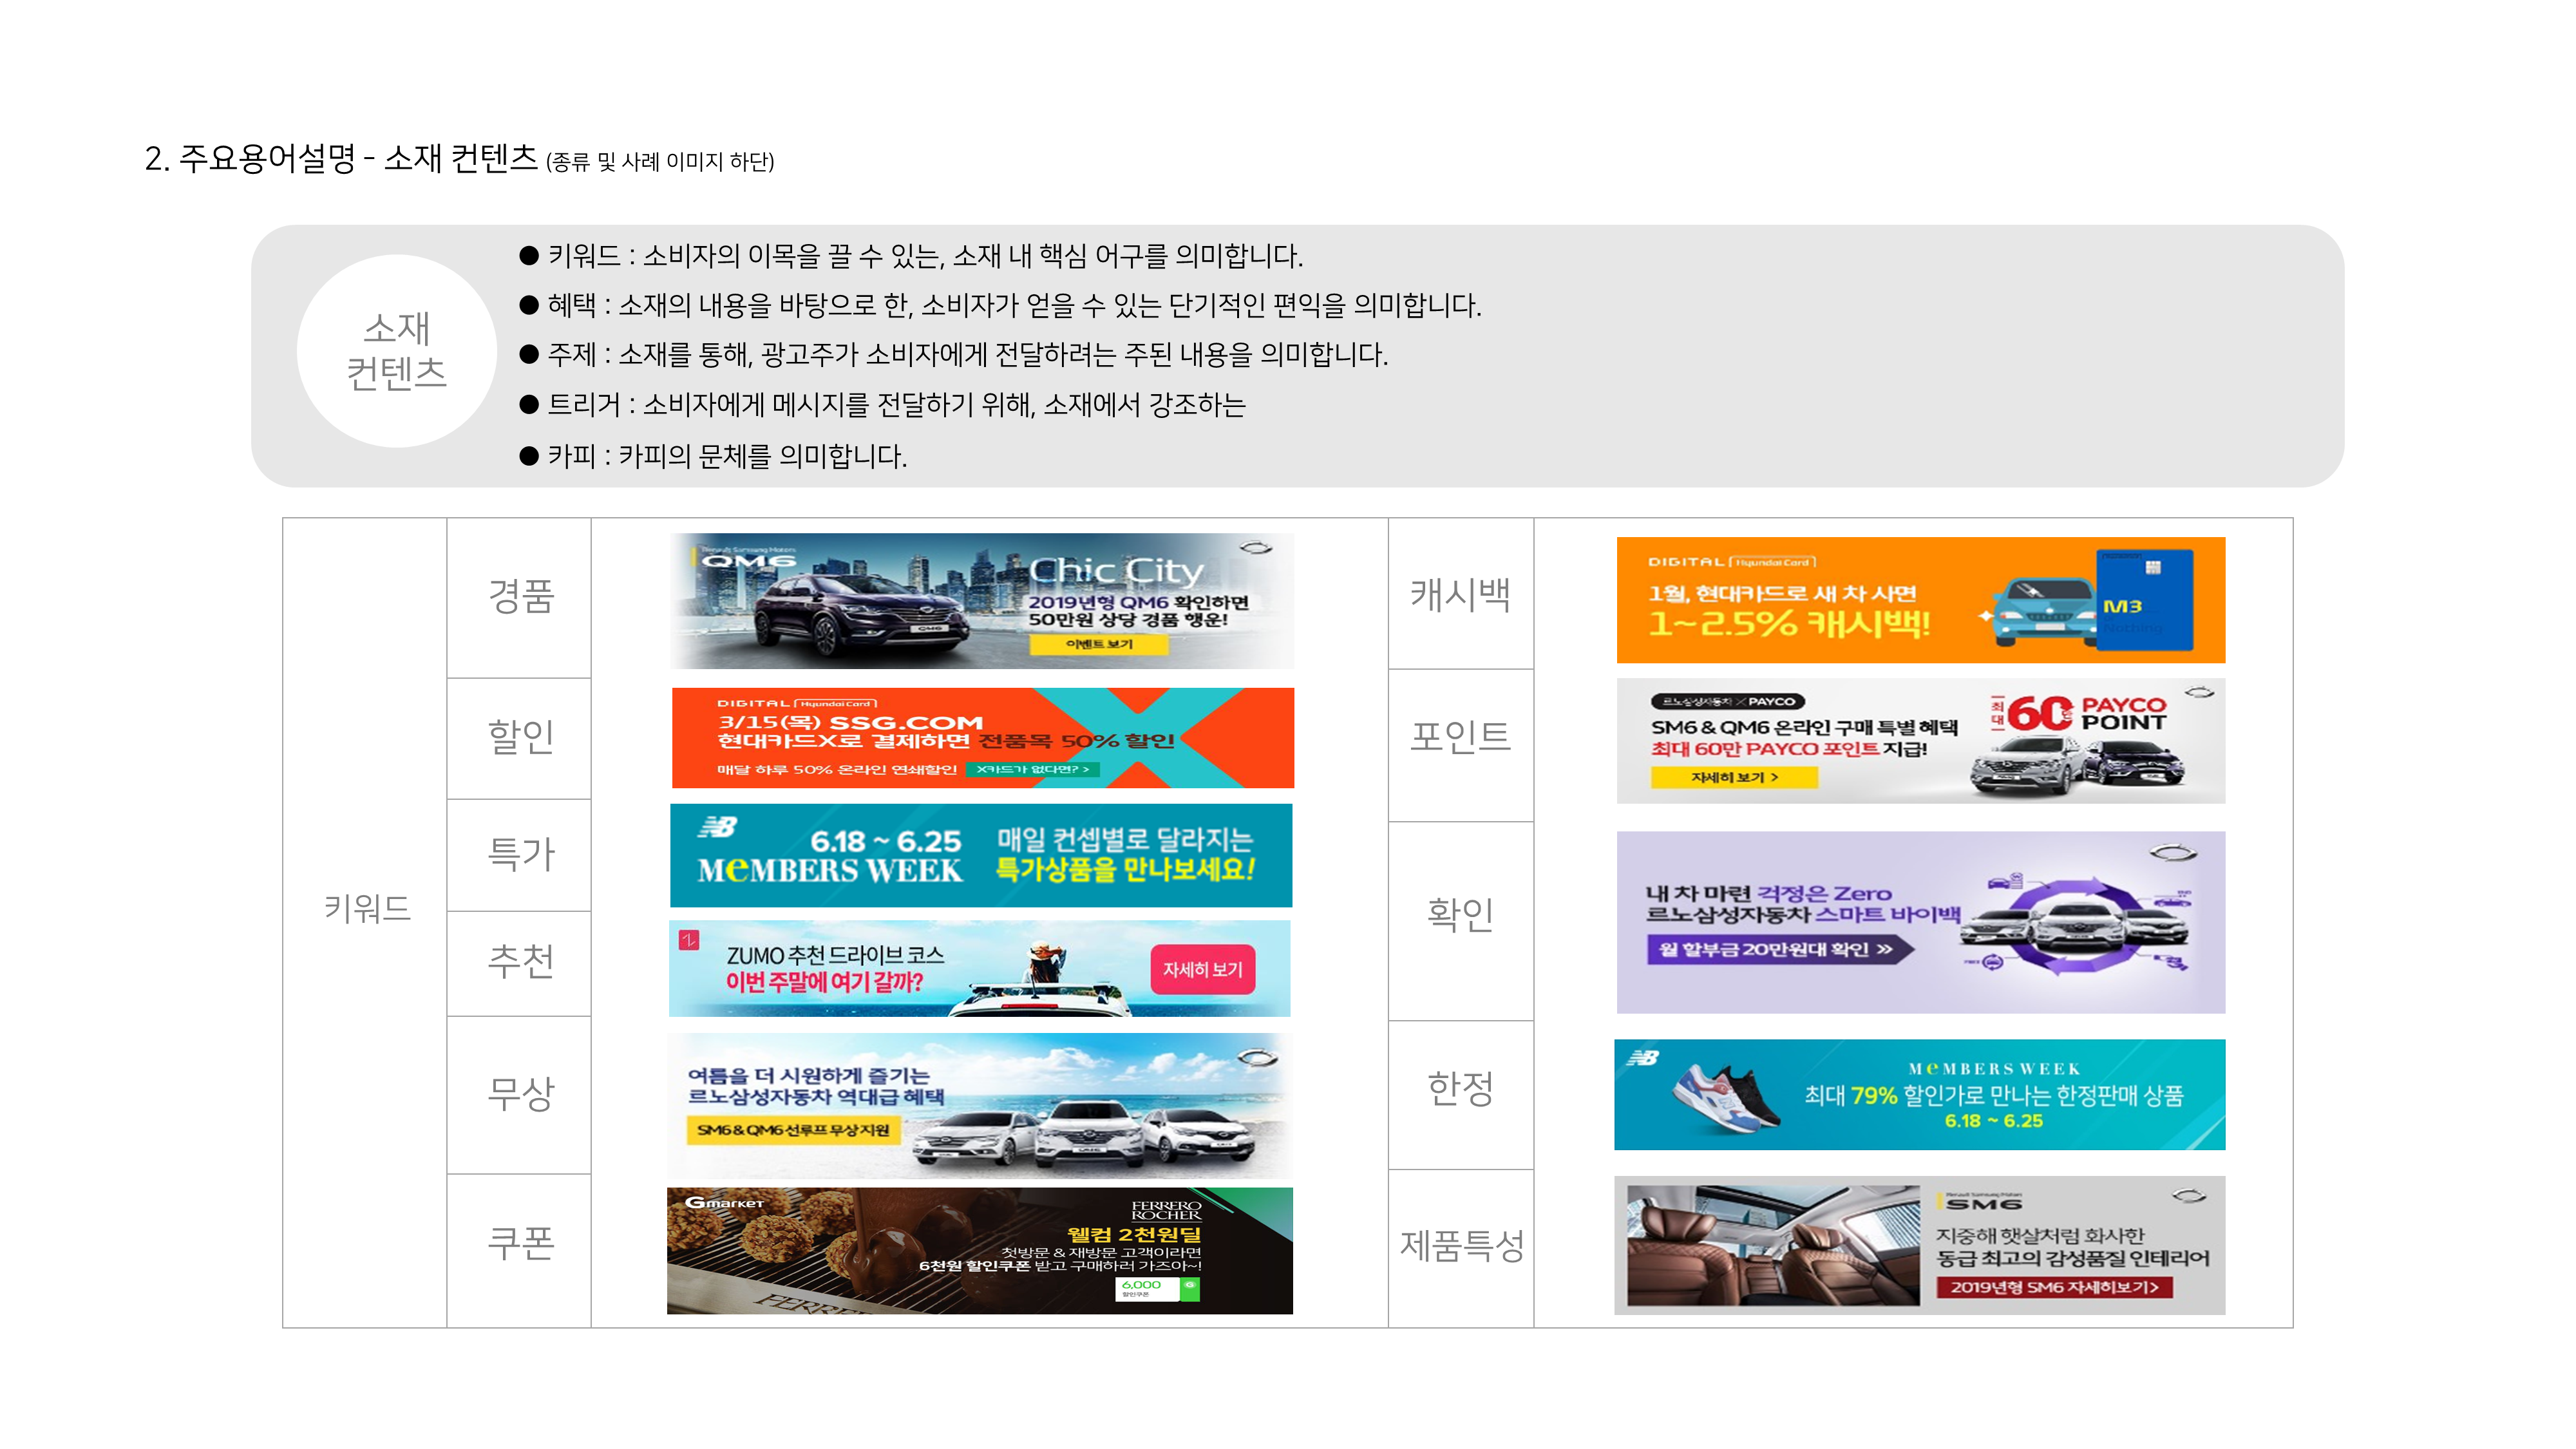 2. 주요용어설명 - 소재 컨텐츠 (종류 및 사례 이미지 하단)
소재
컨텐츠
● 키워드 : 소비자의 이목을 끌 수 있는, 소재 내 핵심 어구를 의미합니다.
● 혜택 : 소재의 내용을 바탕으로 한, 소비자가 얻을 수 있는 단기적인 편익을 의미합니다.
● 주제 : 소재를 통해, 광고주가 소비자에게 전달하려는 주된 내용을 의미합니다.
● 트리거 : 소비자에게 메시지를 전달하기 위해, 소재에서 강조하는
● 카피 : 카피의 문체를 의미합니다.
키워드
경품
Renault Samsung Motors
QM6
Chic City
2019년형 QM6 확인하면
50만원 상당 경품 행운!
이벤트 보기
QM6
할인
DIGITAL Hyundai Card
3/15(목) SSG.COM
현대카드X로 결제하면 전품목 50% 할인
매달 하루 50% 온라인 연쇄할인 X카드가 없다면? >
특가
NB
6.18 ~ 6.25
MeMBERS WEEK
매일 컨셉별로 달라지는
특가상품을 만나보세요!
추천
ZUMO 추천 드라이브 코스
이번 주말에 여기 갈까?
자세히 보기
무상
여름을 더 시원하게 즐기는
르노삼성자동차 역대급 혜택
SM6 & QM6 선루프 무상 지원
쿠폰
Gmarket
FERRERO
ROCHER
웰컴 2천원딜
첫방문 & 재방문 고객이라면
6천원 할인쿠폰 받고 구매하러 가즈아~!
6,000
할인쿠폰
FERRER
캐시백
DIGITAL Hyundai Card
1월, 현대카드로 새 차 사면
1~2.5% 캐시백!
M3
포인트
르노삼성자동차 X PAYCO
SM6 & QM6 온라인 구매 특별 혜택
최대 60만 PAYCO 포인트 지급!
자세히 보기 >
최대 60만 PAYCO
POINT
확인
내 차 마련 걱정은 Zero
르노삼성자동차 스마트 바이백
월 할부금 20만원대 확인 »
한정
NB
MeMBERS WEEK
최대 79% 할인가로 만나는 한정판매 상품
6.18 ~ 6.25
제품특성
Renault Samsung Motors
SM6
지중해 햇살처럼 화사한
동급 최고의 감성품질 인테리어
2019년형 SM6 자세히보기>